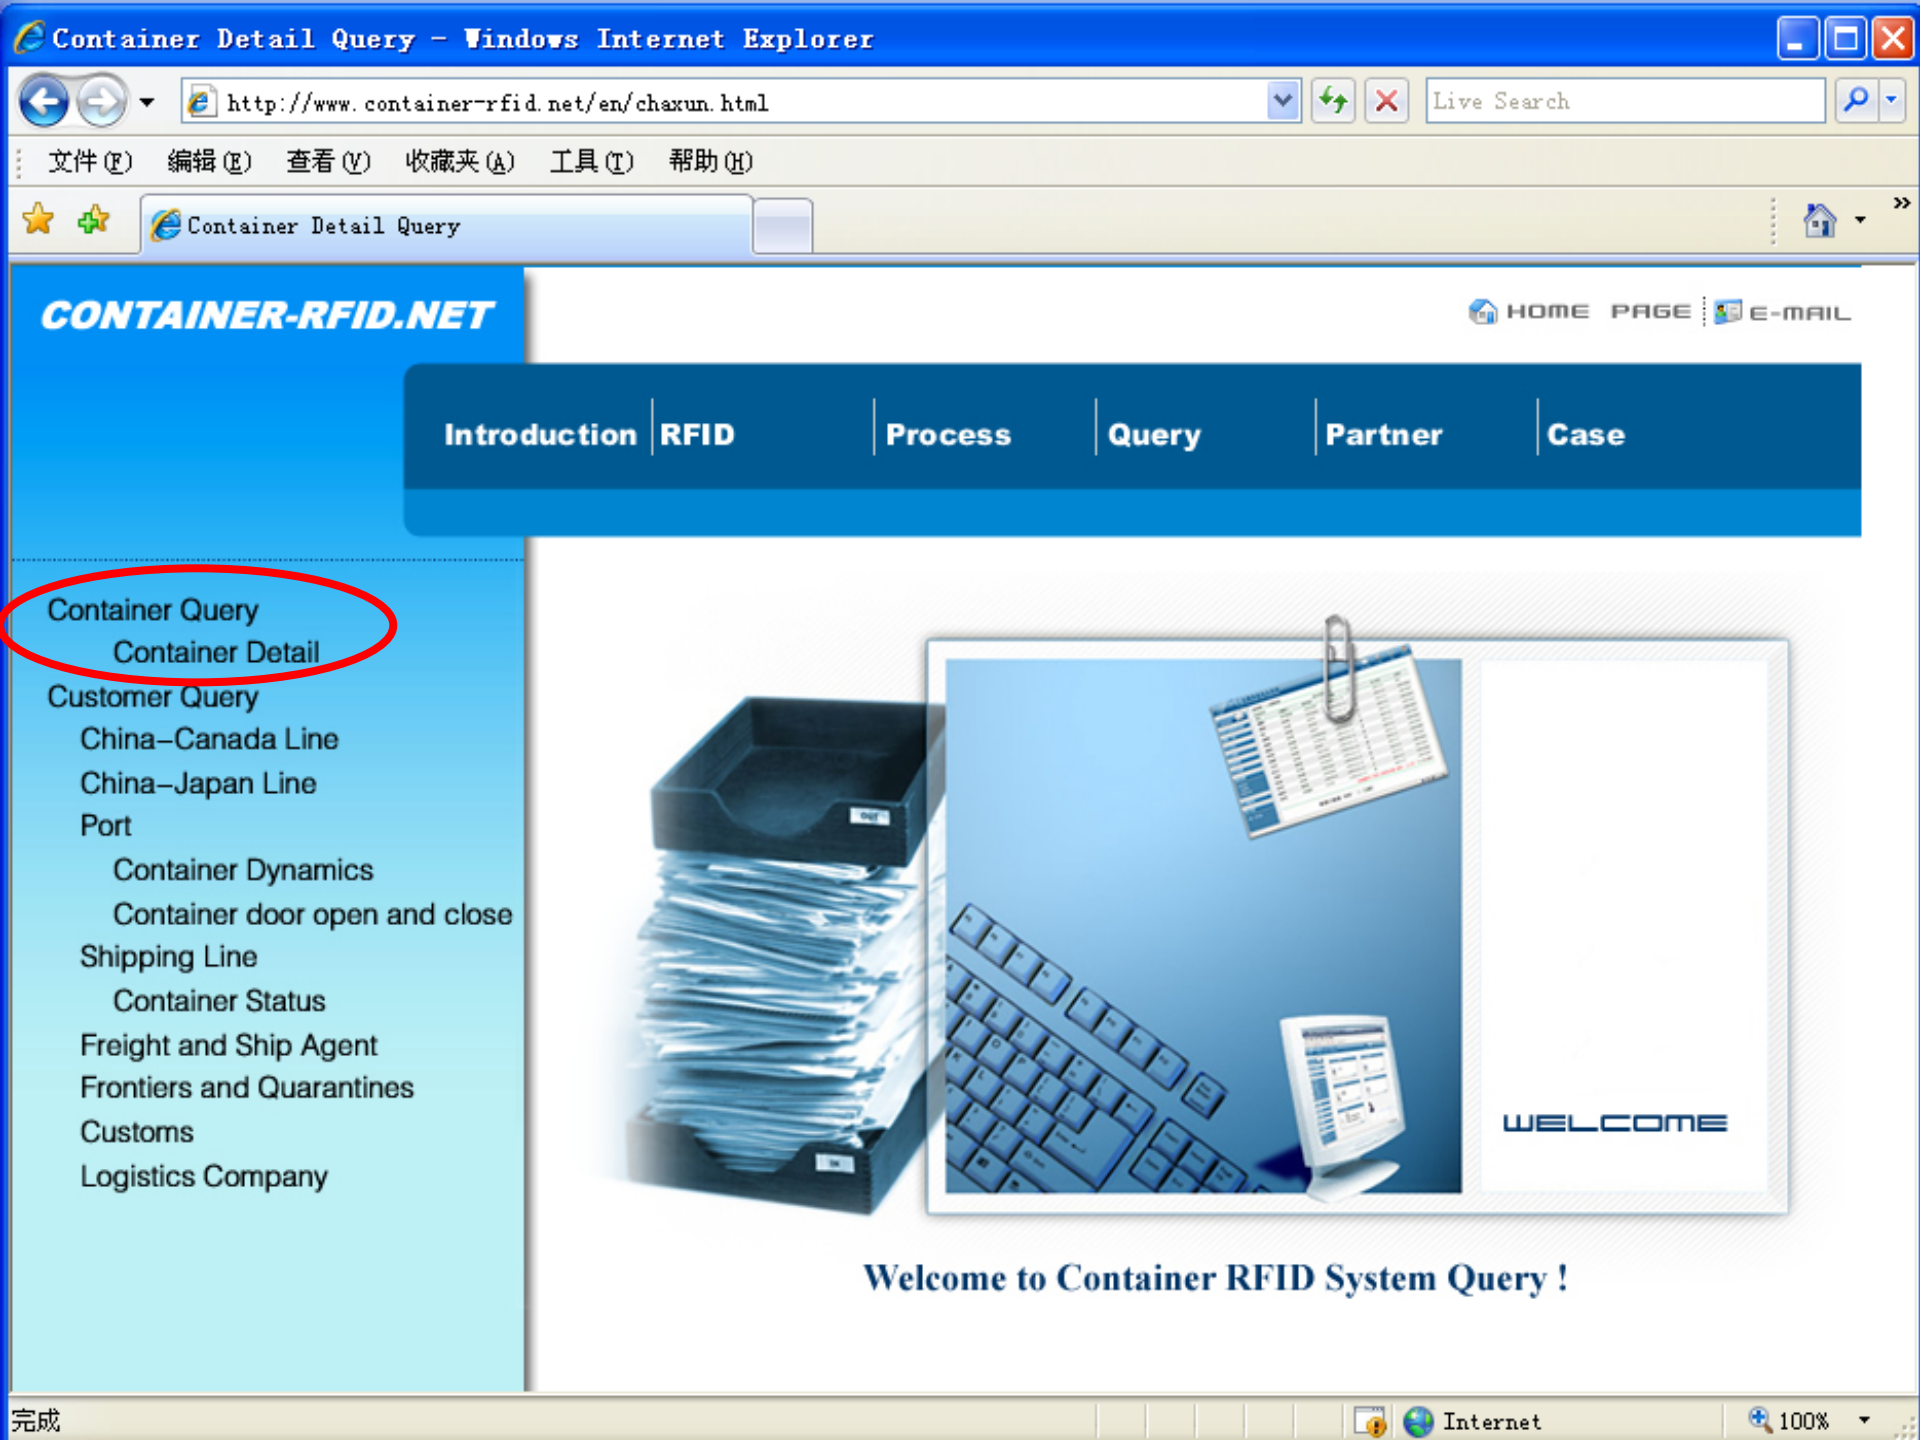 Container Detail Query - Windows Internet Explorer
http://www.container-rfid.net/en/chaxun.html
Live Search
文件(F) 编辑(E) 查看(V) 收藏夹(A) 工具(T) 帮助(H)
Container Detail Query
CONTAINER-RFID.NET
HOME PAGE E-MAIL
Introduction RFID Process Query Partner Case
Container Query
Container Detail
Customer Query
China–Canada Line
China–Japan Line
Port
Container Dynamics
Container door open and close
Shipping Line
Container Status
Freight and Ship Agent
Frontiers and Quarantines
Customs
Logistics Company
OUT
IN
WELCOME
Welcome to Container RFID System Query !
完成
Internet
100%